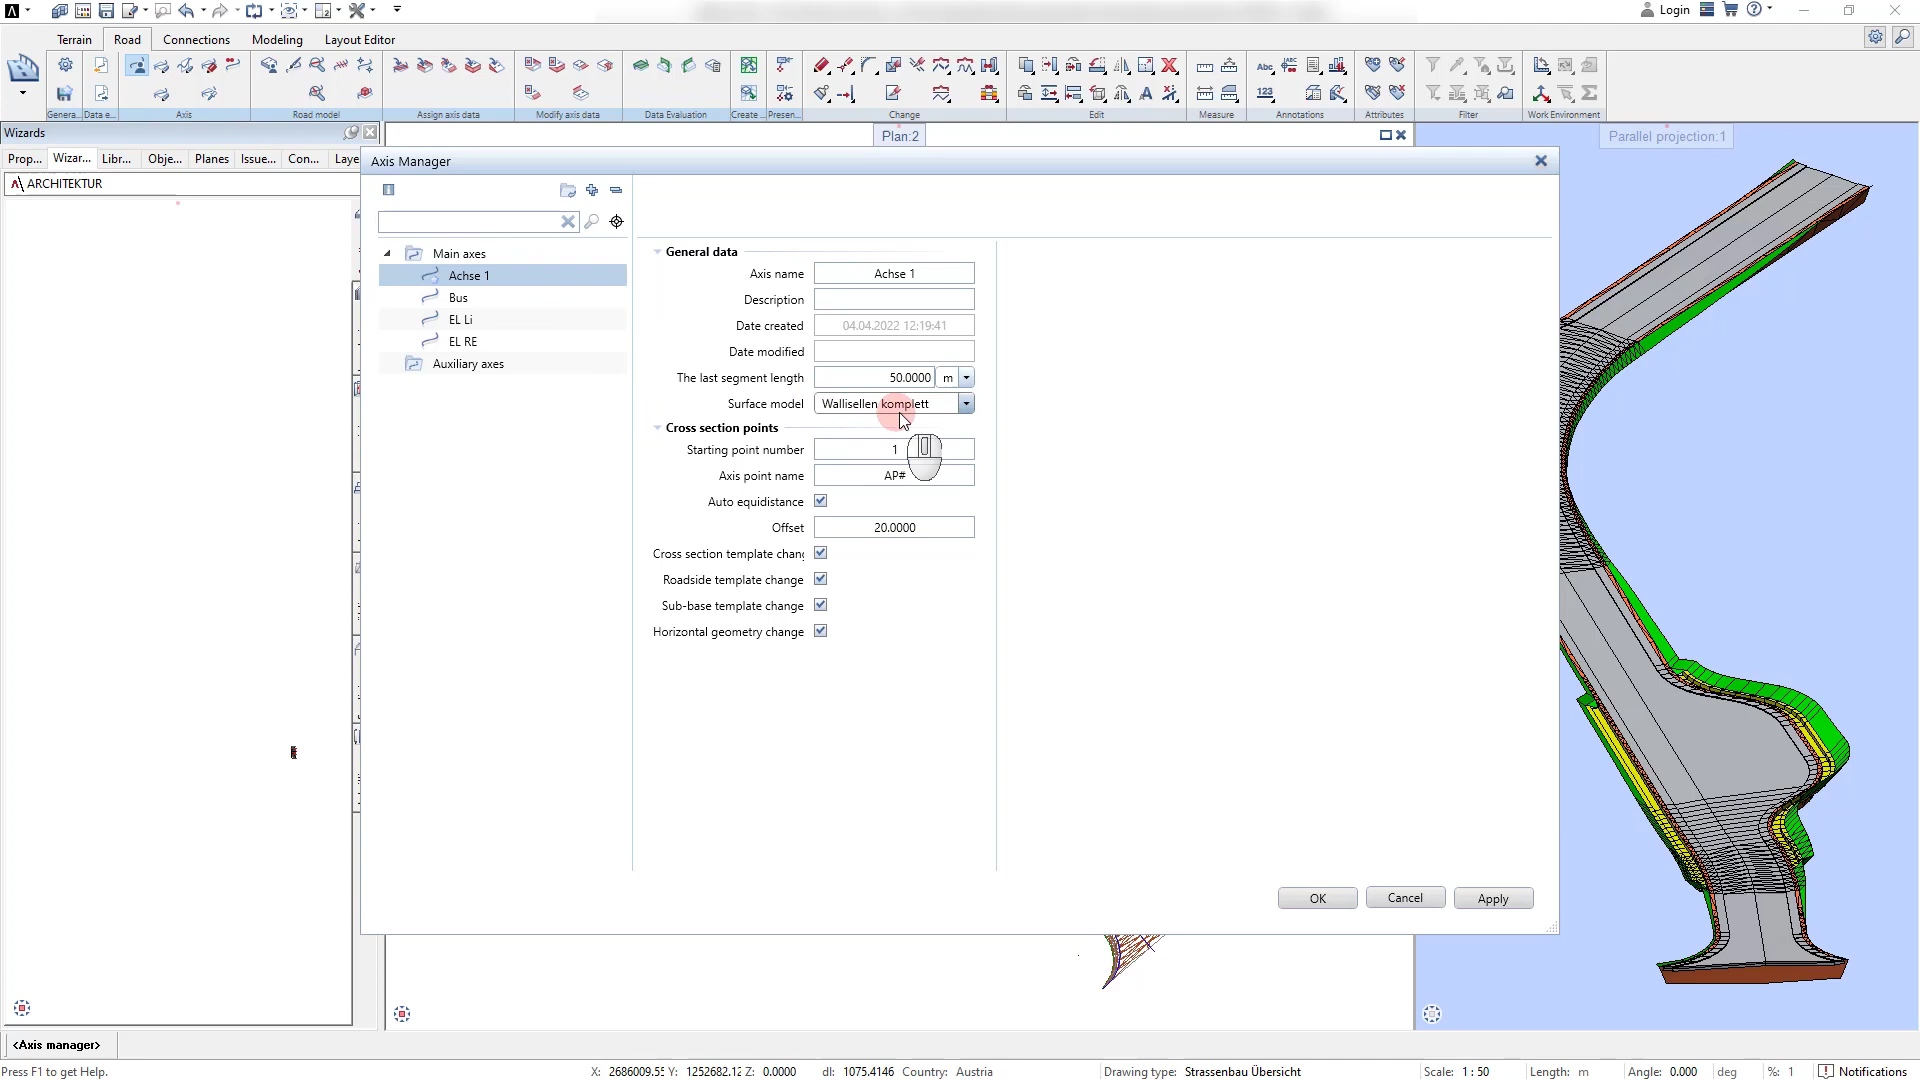 Login
Terrain
Road
Connections
Modeling
Layout Editor
Genera... Data e... Axis Road model Assign axis data Modify axis data Data Evaluation Create ... Presen... Change Edit Measure Annotations Attributes Filter Work Environment
Abc
123
Wizards
Plan:2
Parallel projection:1
Prop... Wizar... Libr... Obje... Planes Issue... Con... Laye
ARCHITEKTUR
Axis Manager
Main axes
Achse 1
Bus
EL Li
EL RE
Auxiliary axes
General data
Axis name Achse 1
Description
Date created 04.04.2022 12:19:41
Date modified
The last segment length 50.0000 m
Surface model Wallisellen komplett
Cross section points
Starting point number 1
Axis point name AP#
Auto equidistance
Offset 20.0000
Cross section template chang
Roadside template change
Sub-base template change
Horizontal geometry change
OK Cancel Apply
<Axis manager>
Press F1 to get Help. X: 2686009.55 Y: 1252682.12 Z: 0.0000 dl: 1075.4146 Country: Austria Drawing type: Strassenbau Übersicht Scale: 1 : 50 Length: m Angle: 0.000 deg %: 1 Notifications